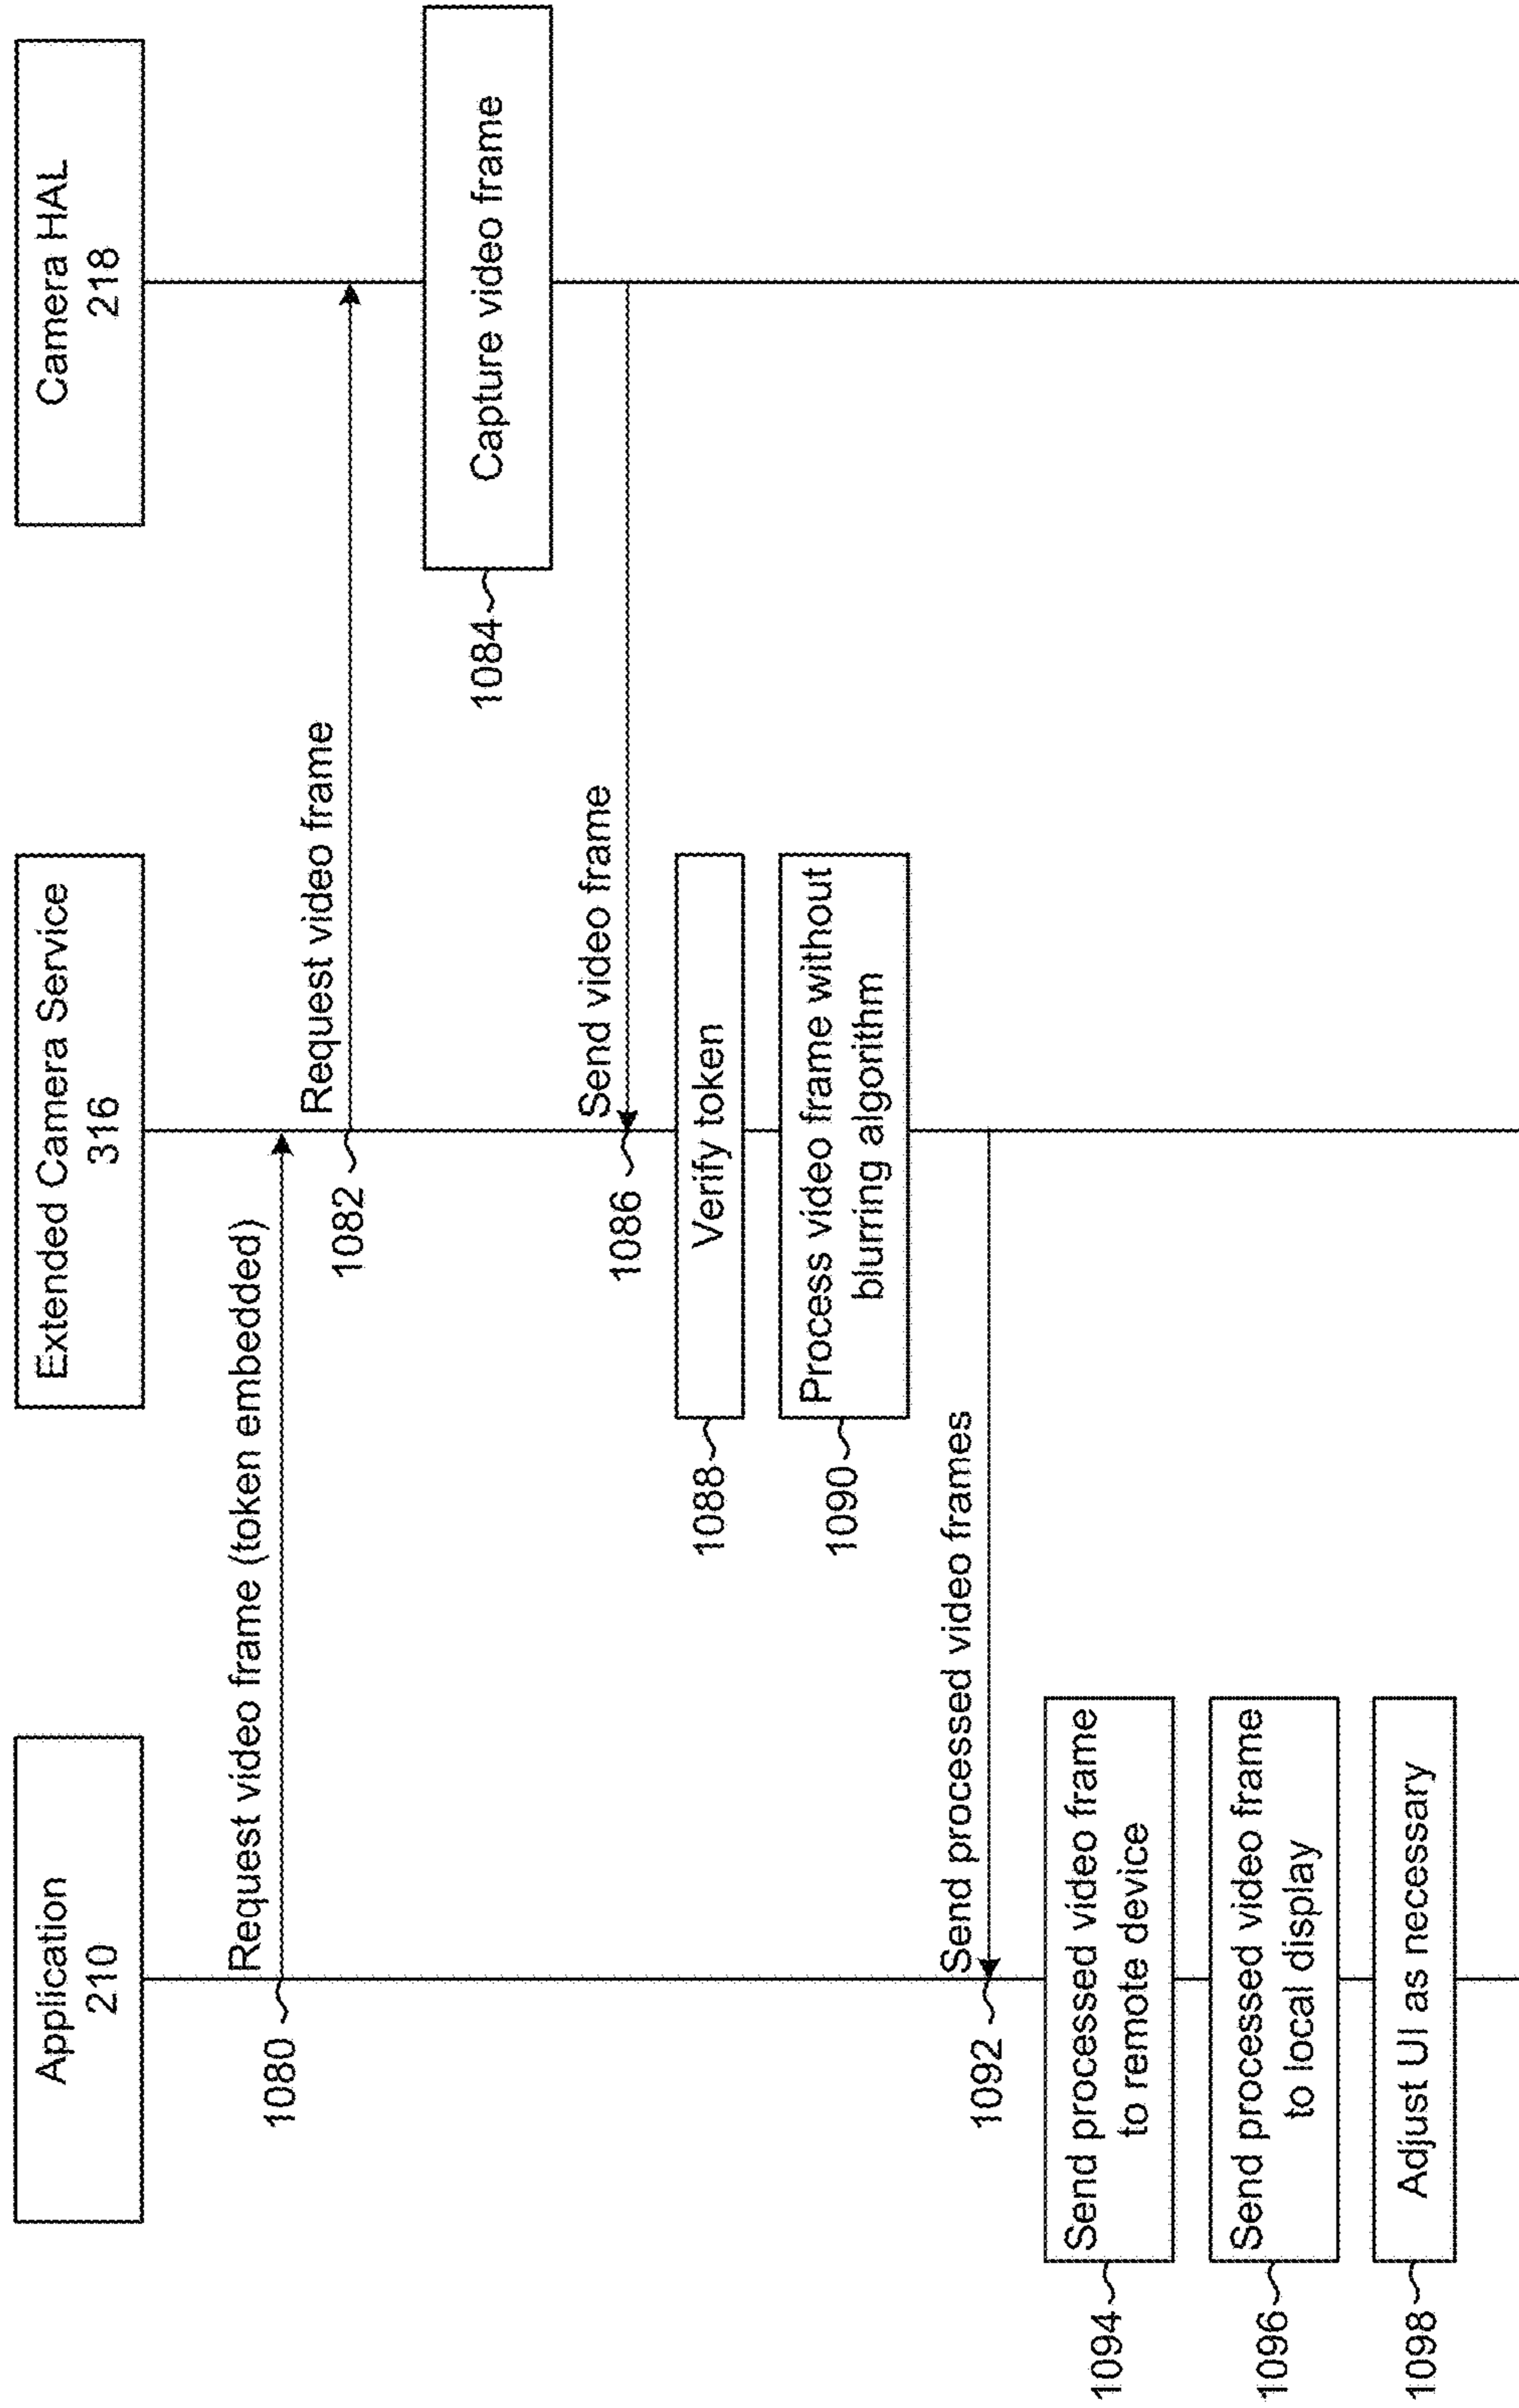 Application
210
Extended Camera Service
316
Camera HAL
218
Request video frame (token embedded)
1080
Request video frame
1082
Capture video frame
1084
Send video frame
1086
Verify token
1088
Process video frame without
blurring algorithm
1090
Send processed video frames
1092
Send processed video frame
to remote device
1094
Send processed video frame
to local display
1096
Adjust UI as necessary
1098